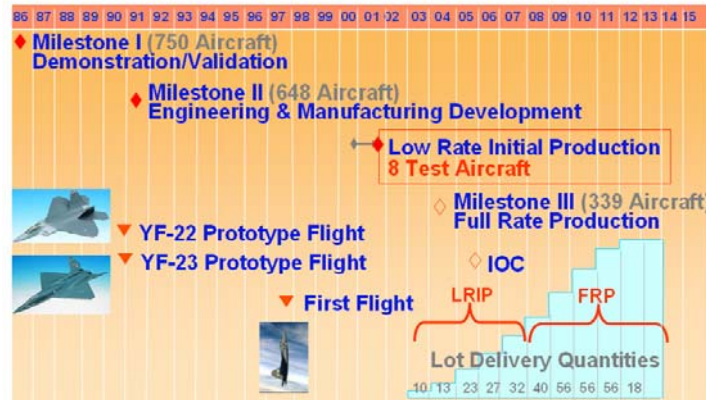 86 87 88 89 90 91 92 93 94 95 96 97 98 99 00 01 02 03 04 05 06 07 08 09 10 11 12 13 14 15
Milestone I (750 Aircraft)
Demonstration/Validation
Milestone II (648 Aircraft)
Engineering & Manufacturing Development
Low Rate Initial Production
8 Test Aircraft
Milestone III (339 Aircraft)
Full Rate Production
YF-22 Prototype Flight
YF-23 Prototype Flight
IOC
First Flight
LRIP
FRP
Lot Delivery Quantities
10 13 23 27 32 40 56 56 56 18